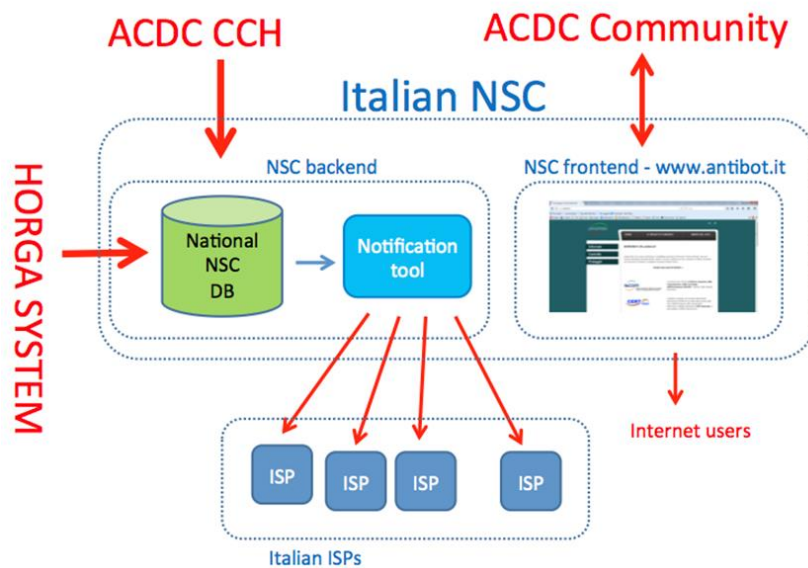 ACDC CCH
ACDC Community
Italian NSC
NSC backend
NSC frontend - www.antibot.it
HORGA SYSTEM
National
NSC
DB
Notification
tool
Internet users
ISP
ISP
ISP
ISP
Italian ISPs